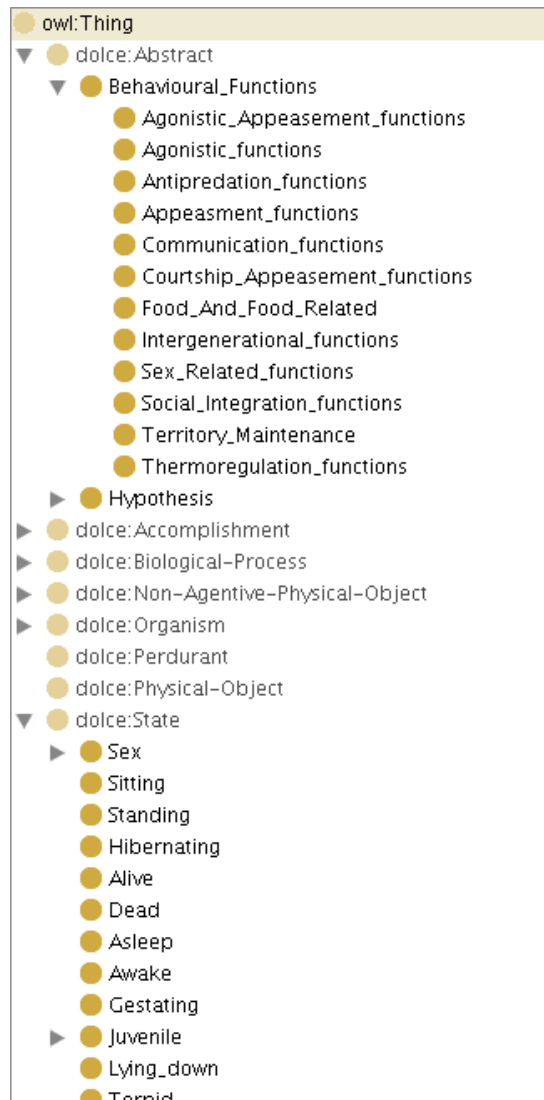 owl:Thing
dolce:Abstract
Behavioural_Functions
Agonistic_Appeasement_functions
Agonistic_functions
Antipredation_functions
Appeasment_functions
Communication_functions
Courtship_Appeasement_functions
Food_And_Food_Related
Intergenerational_functions
Sex_Related_functions
Social_Integration_functions
Territory_Maintenance
Thermoregulation_functions
Hypothesis
dolce:Accomplishment
dolce:Biological-Process
dolce:Non-Agentive-Physical-Object
dolce:Organism
dolce:Perdurant
dolce:Physical-Object
dolce:State
Sex
Sitting
Standing
Hibernating
Alive
Dead
Asleep
Awake
Gestating
Juvenile
Lying_down
Torpid